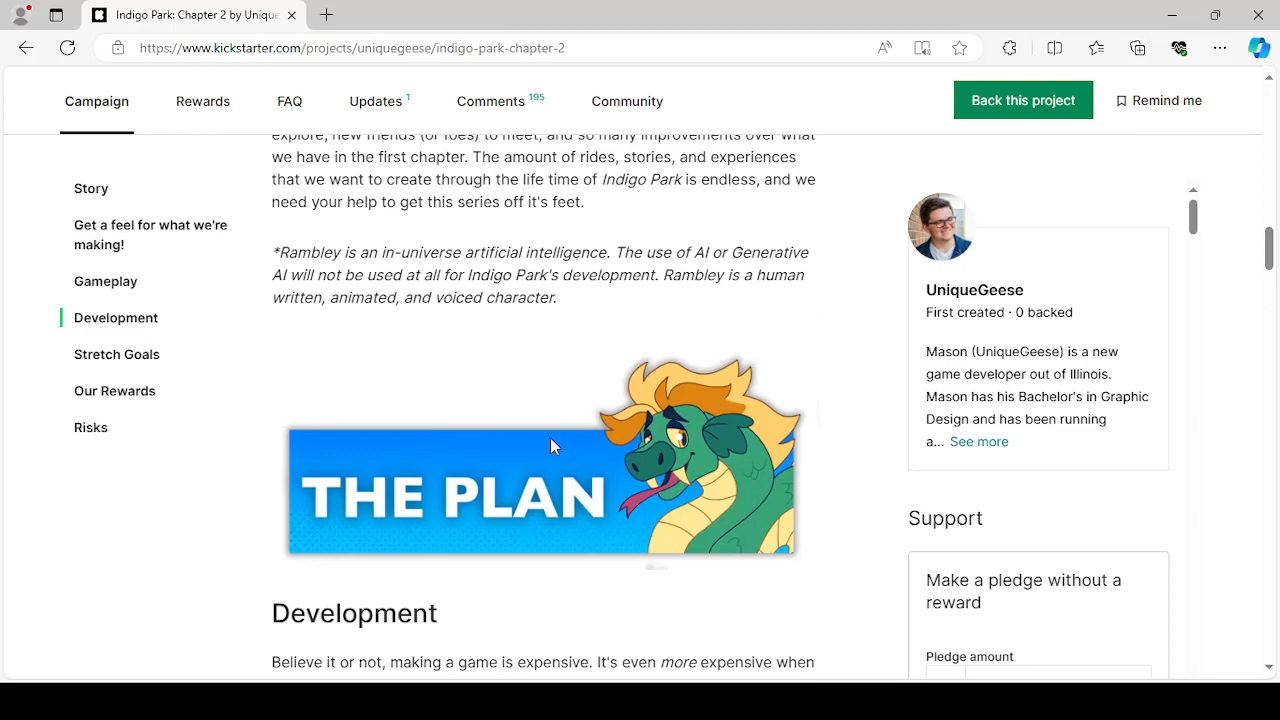 Indigo Park: Chapter 2 by Unique
https://www.kickstarter.com/projects/uniquegeese/indigo-park-chapter-2
Campaign
Rewards
FAQ
Updates 1
Comments 195
Community
Back this project
Remind me
Story
Get a feel for what we're
making!
Gameplay
Development
Stretch Goals
Our Rewards
Risks
explore, new friends (or foes) to meet, and so many improvements over what
we have in the first chapter. The amount of rides, stories, and experiences
that we want to create through the life time of Indigo Park is endless, and we
need your help to get this series off it's feet.
*Rambley is an in-universe artificial intelligence. The use of AI or Generative
AI will not be used at all for Indigo Park's development. Rambley is a human
written, animated, and voiced character.
THE PLAN
Development
Believe it or not, making a game is expensive. It's even more expensive when
UniqueGeese
First created · 0 backed
Mason (UniqueGeese) is a new
game developer out of Illinois.
Mason has his Bachelor's in Graphic
Design and has been running
a... See more
Support
Make a pledge without a
reward
Pledge amount